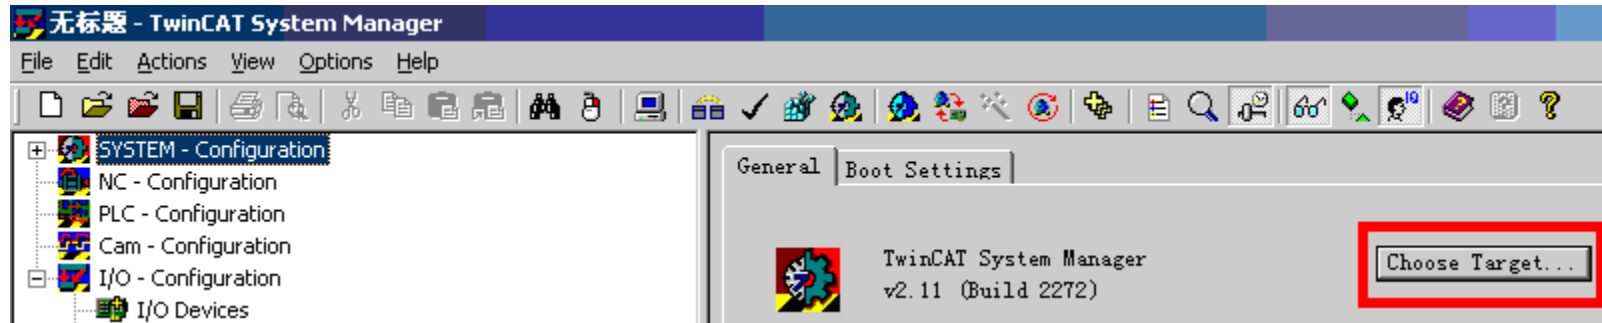 无标题 - TwinCAT System Manager
File Edit Actions View Options Help
SYSTEM - Configuration
NC - Configuration
PLC - Configuration
Cam - Configuration
I/O - Configuration
I/O Devices
General Boot Settings
TwinCAT System Manager
v2.11 (Build 2272)
Choose Target...